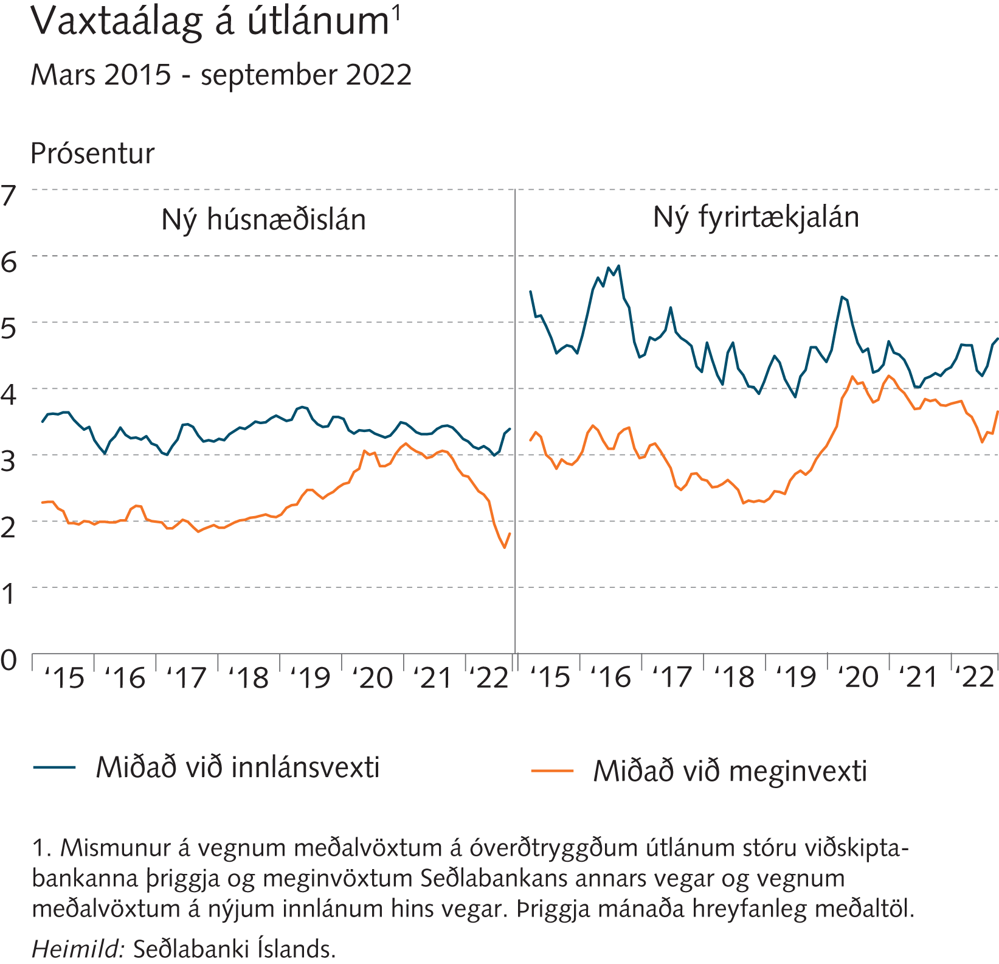 Vaxtaálag á útlánum¹
Mars 2015 - september 2022
Prósentur
7
Ný húsnæðislán
Ný fyrirtækjalán
6
5
4
3
2
1
0
‘15 ‘16 ‘17 ‘18 ‘19 ‘20 ‘21 ‘22 ‘15 ‘16 ‘17 ‘18 ‘19 ‘20 ‘21 ‘22
Miðað við innlánsvexti
Miðað við meginvexti
1. Mismunur á vegnum meðalvöxtum á óverðtryggðum útlánum stóru viðskipta-
bankanna þriggja og meginvöxtum Seðlabankans annars vegar og vegnum
meðalvöxtum á nýjum innlánum hins vegar. Þriggja mánaða hreyfanleg meðaltöl.
Heimild: Seðlabanki Íslands.